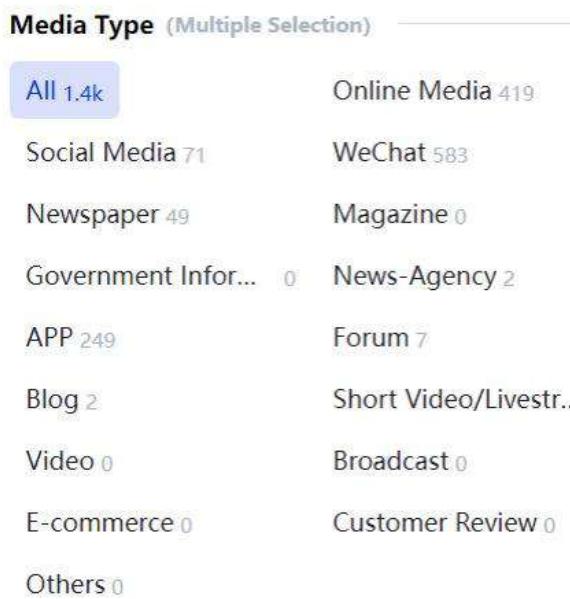 Media Type (Multiple Selection)
All 1.4k Online Media 419
Social Media 71 WeChat 583
Newspaper 49 Magazine 0
Government Infor... 0 News-Agency 2
APP 249 Forum 7
Blog 2 Short Video/Livestr..
Video 0 Broadcast 0
E-commerce 0 Customer Review 0
Others 0